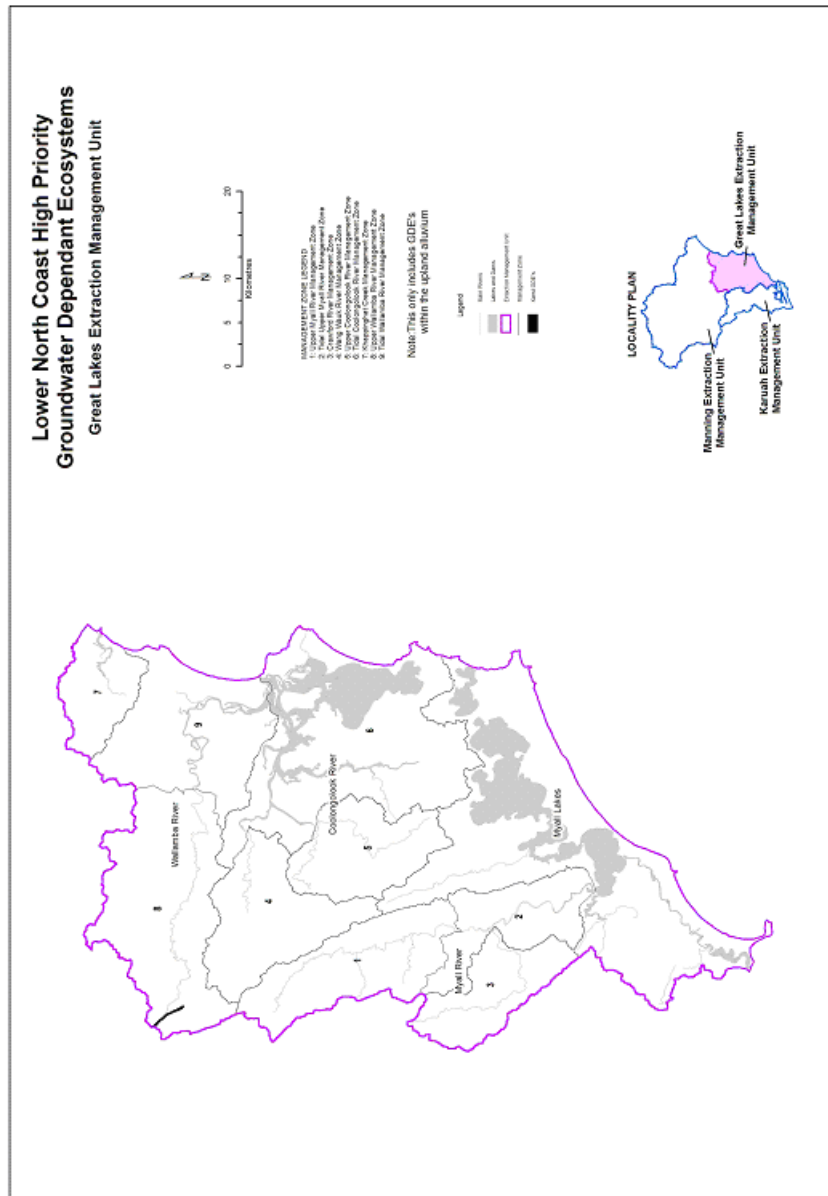 Lower North Coast High Priority
Groundwater Dependant Ecosystems
Great Lakes Extraction Management Unit
N
0 5 10 20
Kilometres
MANAGEMENT ZONE LEGEND
1: Upper Myall River Management Zone
2: Tidal Upper Myall River Management Zone
3: Crawford River Management Zone
4: Wang Wauk River Management Zone
5: Upper Coolongolook River Management Zone
6: Tidal Coolongolook River Management Zone
7: Khappinghat Creek Management Zone
8: Upper Wallamba River Management Zone
9: Tidal Wallamba River Management Zone
Note:This only includes GDE's
within the upland alluvium
Legend
Main Rivers
Lakes and Dams
Extraction Management Unit
Management Zone
Karst GDE's
LOCALITY PLAN
Manning Extraction
Management Unit
Karuah Extraction
Management Unit
Great Lakes Extraction
Management Unit
7
9
Wallamba River
8
6
Coolongolook River
5
4
Myall Lakes
2
1
Myall River
3